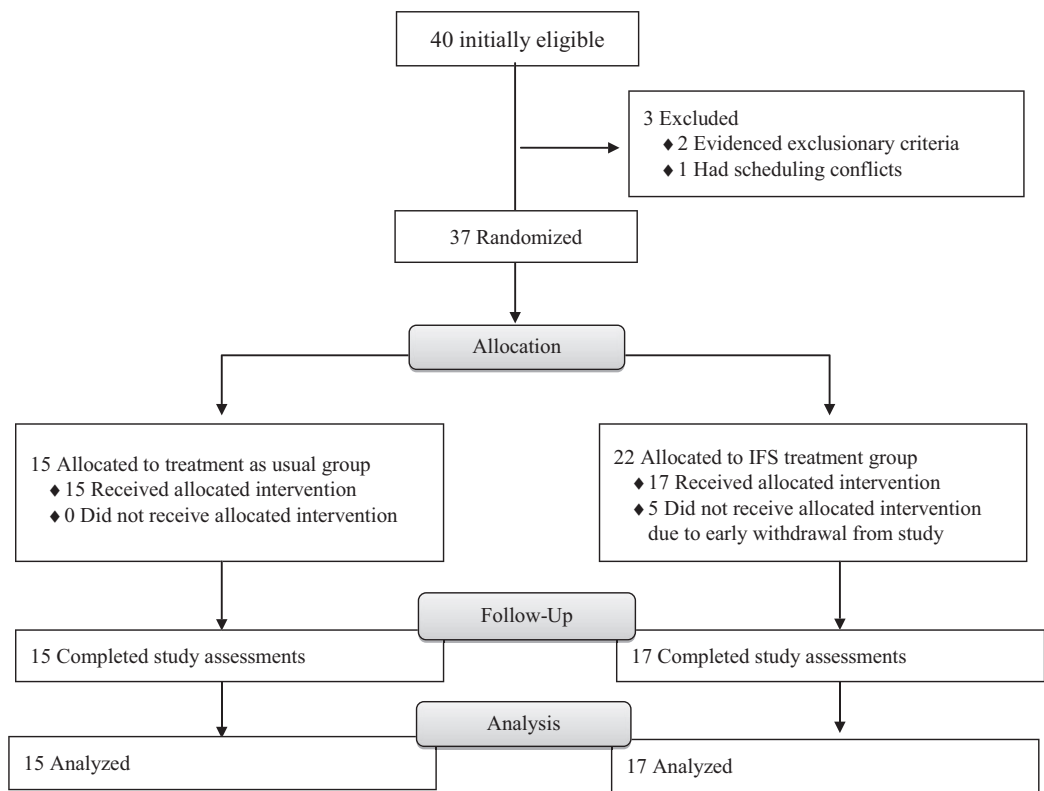 40 initially eligible
3 Excluded
♦ 2 Evidenced exclusionary criteria
♦ 1 Had scheduling conflicts
37 Randomized
Allocation
15 Allocated to treatment as usual group
♦ 15 Received allocated intervention
♦ 0 Did not receive allocated intervention
22 Allocated to IFS treatment group
♦ 17 Received allocated intervention
♦ 5 Did not receive allocated intervention
due to early withdrawal from study
Follow-Up
15 Completed study assessments
17 Completed study assessments
Analysis
15 Analyzed
17 Analyzed